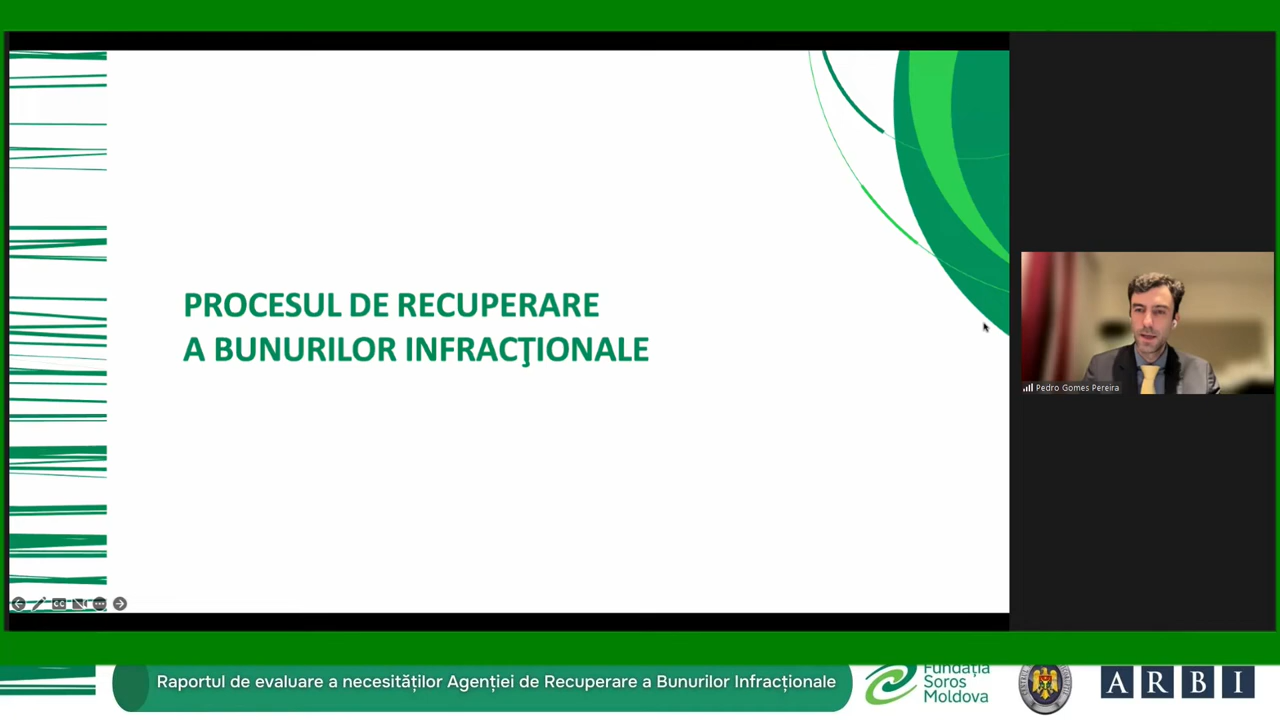 PROCESUL DE RECUPERARE
A BUNURILOR INFRACŢIONALE
Pedro Gomes Pereira
Raportul de evaluare a necesităților Agenției de Recuperare a Bunurilor Infracționale
Fundația
Soros
Moldova
ARBI